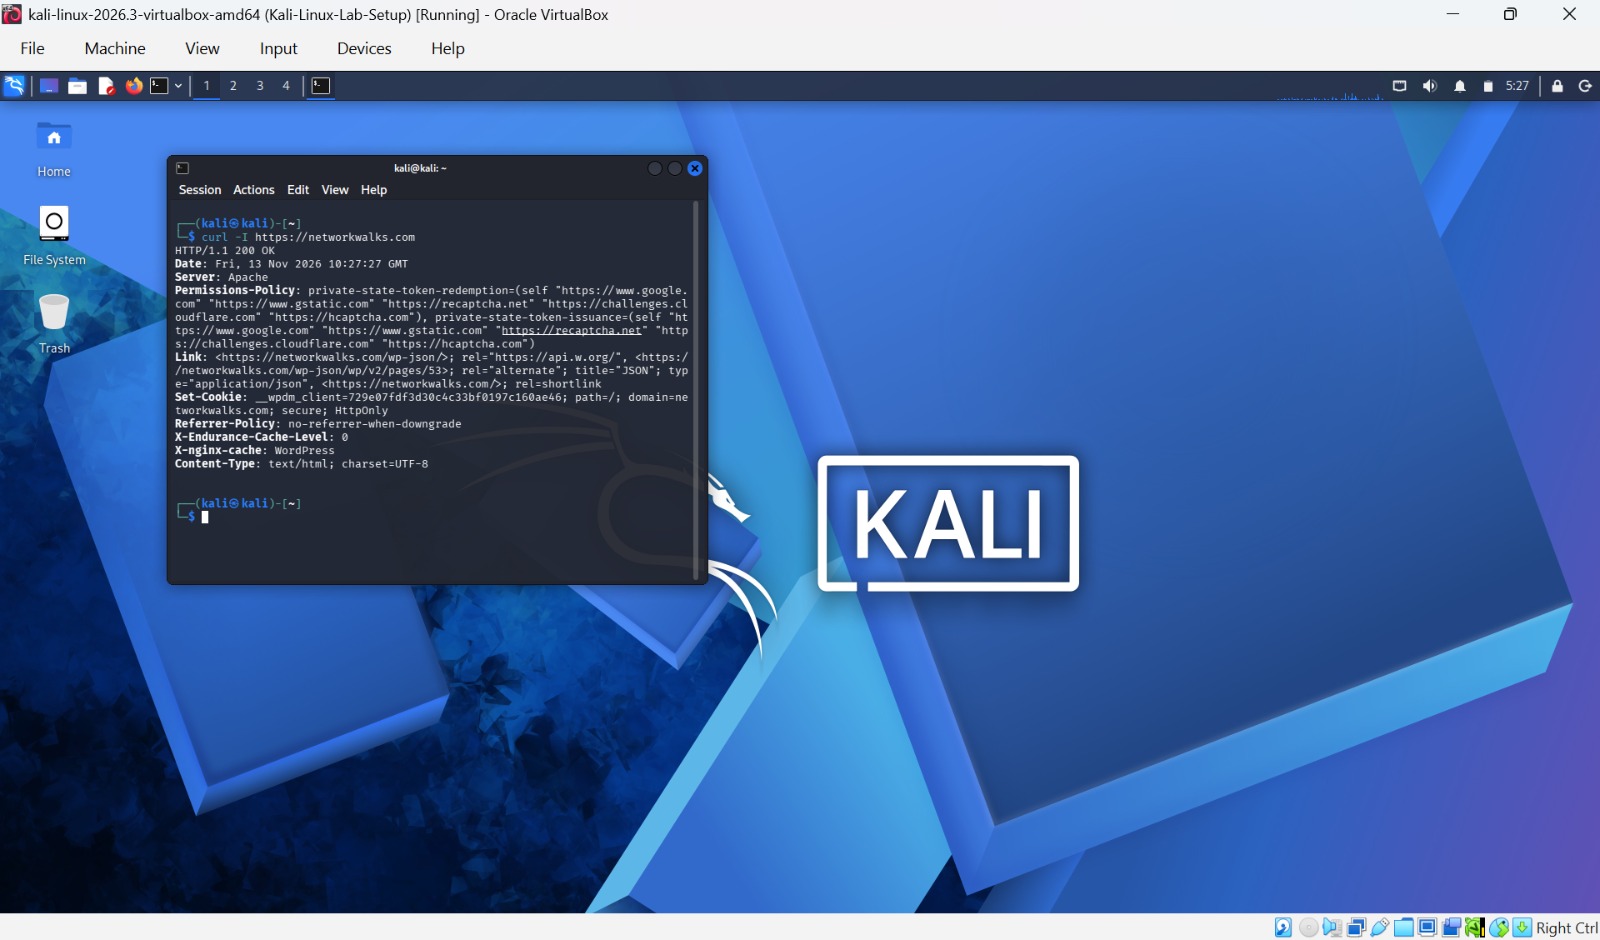 kali-linux-2026.3-virtualbox-amd64 (Kali-Linux-Lab-Setup) [Running] - Oracle VirtualBox
File Machine View Input Devices Help
1 2 3 4 5:27
Home
File System
Trash
kali@kali: ~
Session Actions Edit View Help
┌──(kali㉿kali)-[~]
└─$ curl -I https://networkwalks.com
HTTP/1.1 200 OK
Date: Fri, 13 Nov 2026 10:27:27 GMT
Server: Apache
Permissions-Policy: private-state-token-redemption=(self "https://www.google.
com" "https://www.gstatic.com" "https://recaptcha.net" "https://challenges.cl
oudflare.com" "https://hcaptcha.com"), private-state-token-issuance=(self "ht
tps://www.google.com" "https://www.gstatic.com" "https://recaptcha.net" "http
s://challenges.cloudflare.com" "https://hcaptcha.com")
Link: <https://networkwalks.com/wp-json/>; rel="https://api.w.org/", <https:/
/networkwalks.com/wp-json/wp/v2/pages/53>; rel="alternate"; title="JSON"; typ
e="application/json", <https://networkwalks.com/>; rel=shortlink
Set-Cookie: __wpdm_client=729e07fdf3d30c4c33bf0197c160ae46; path=/; domain=ne
tworkwalks.com; secure; HttpOnly
Referrer-Policy: no-referrer-when-downgrade
X-Endurance-Cache-Level: 0
X-nginx-cache: WordPress
Content-Type: text/html; charset=UTF-8
┌──(kali㉿kali)-[~]
└─$
KALI
Right Ctrl